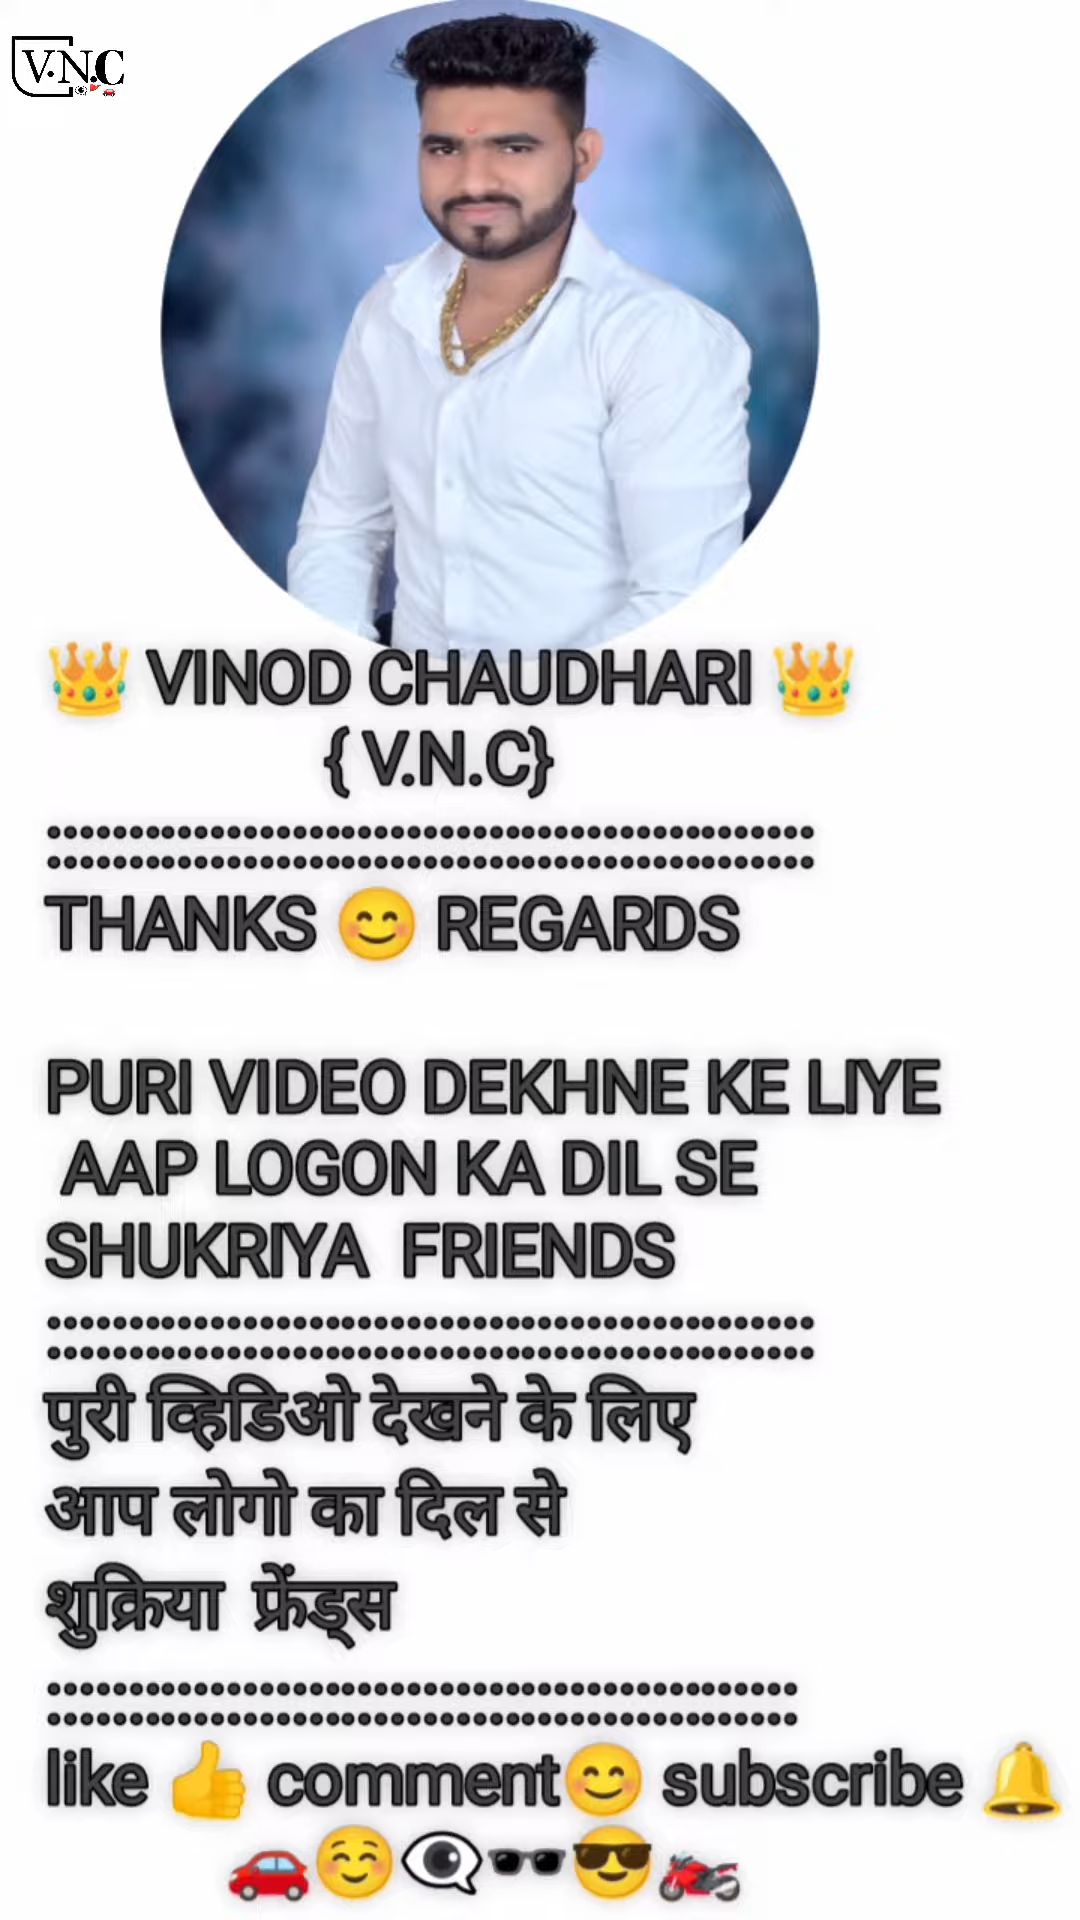 V.N.C
👑 VINOD CHAUDHARI 👑
{ V.N.C}
::::::::::::::::::::::::::::::::::::::::::::::
THANKS 😊 REGARDS
PURI VIDEO DEKHNE KE LIYE
AAP LOGON KA DIL SE
SHUKRIYA FRIENDS
::::::::::::::::::::::::::::::::::::::::::::::
पुरी व्हिडिओ देखने के लिए
आप लोगो का दिल से
शुक्रिया फ्रेंड्स
:::::::::::::::::::::::::::::::::::::::::::::
like 👍 comment😊 subscribe 🔔
🚗☺️👁️‍🗨️🕶️😎🏍️